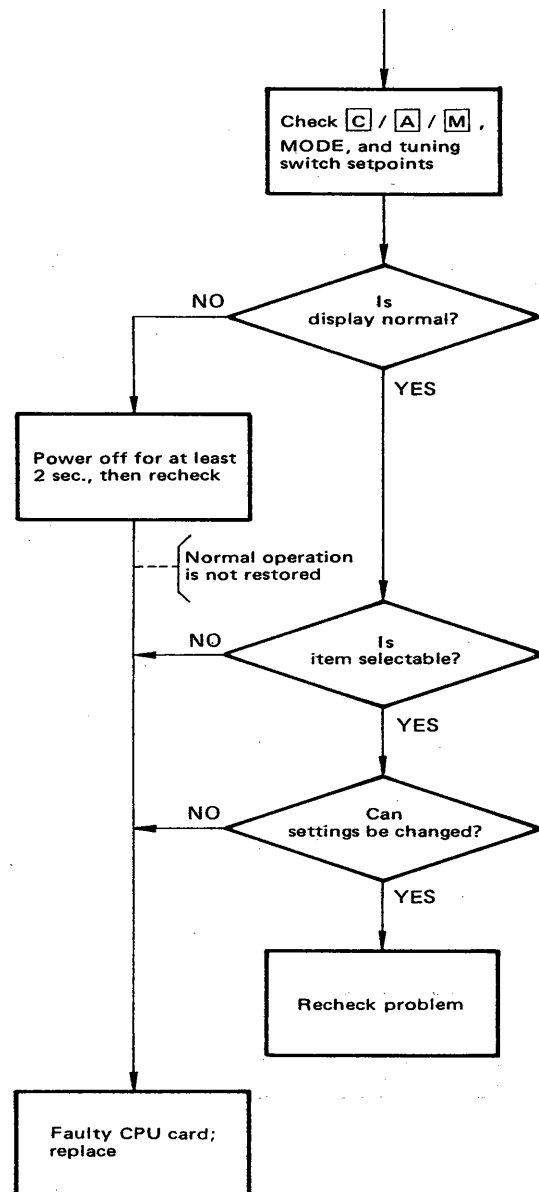 Check C / A / M ,
MODE, and tuning
switch setpoints
Is
display normal?
NO
YES
Power off for at least
2 sec., then recheck
Normal operation
is not restored
Is
item selectable?
NO
YES
Can
settings be changed?
NO
YES
Recheck problem
Faulty CPU card;
replace